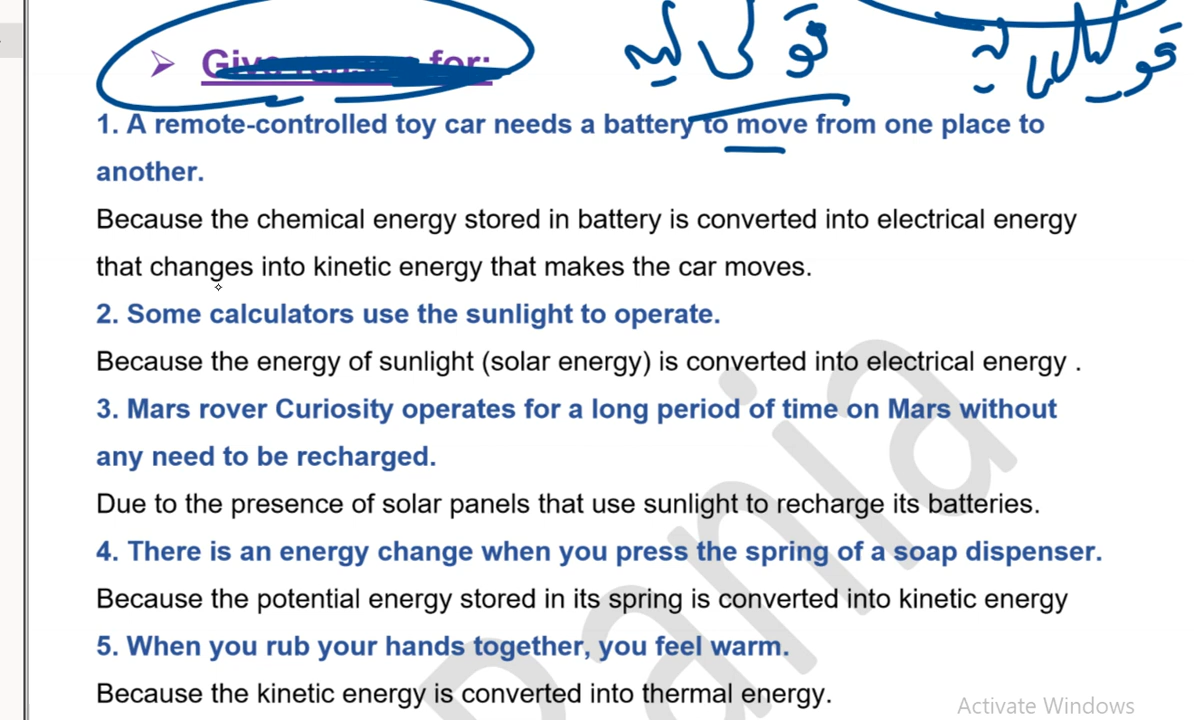 ➢ Give reason for:
1. A remote-controlled toy car needs a battery to move from one place to
another.
Because the chemical energy stored in battery is converted into electrical energy
that changes into kinetic energy that makes the car moves.
2. Some calculators use the sunlight to operate.
Because the energy of sunlight (solar energy) is converted into electrical energy .
3. Mars rover Curiosity operates for a long period of time on Mars without
any need to be recharged.
Due to the presence of solar panels that use sunlight to recharge its batteries.
4. There is an energy change when you press the spring of a soap dispenser.
Because the potential energy stored in its spring is converted into kinetic energy
5. When you rub your hands together, you feel warm.
Because the kinetic energy is converted into thermal energy.
Rania
Activate Windows